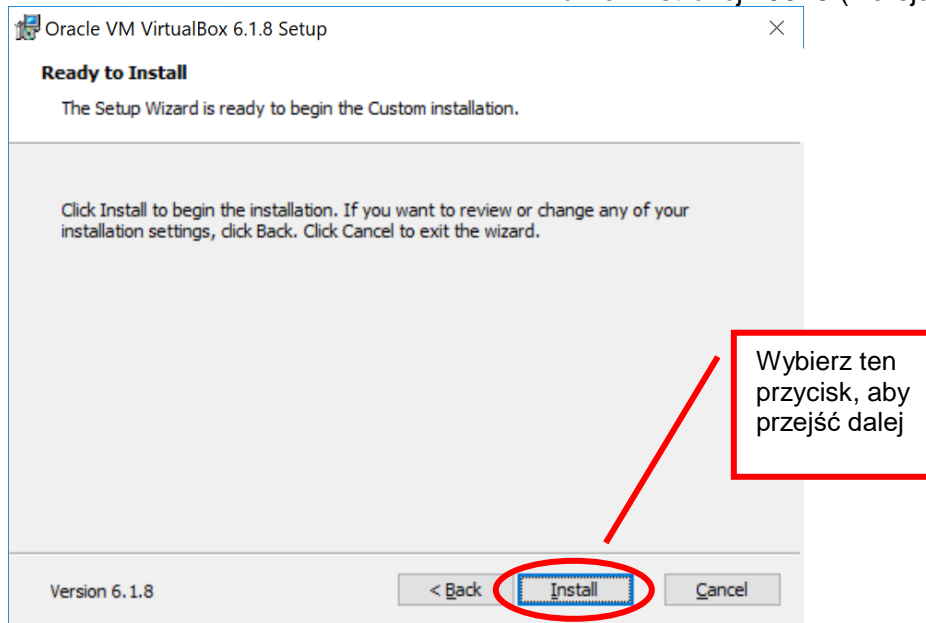 Oracle VM VirtualBox 6.1.8 Setup
Ready to Install
The Setup Wizard is ready to begin the Custom installation.
Click Install to begin the installation. If you want to review or change any of your
installation settings, click Back. Click Cancel to exit the wizard.
Wybierz ten
przycisk, aby
przejść dalej
Version 6.1.8
< Back
Install
Cancel